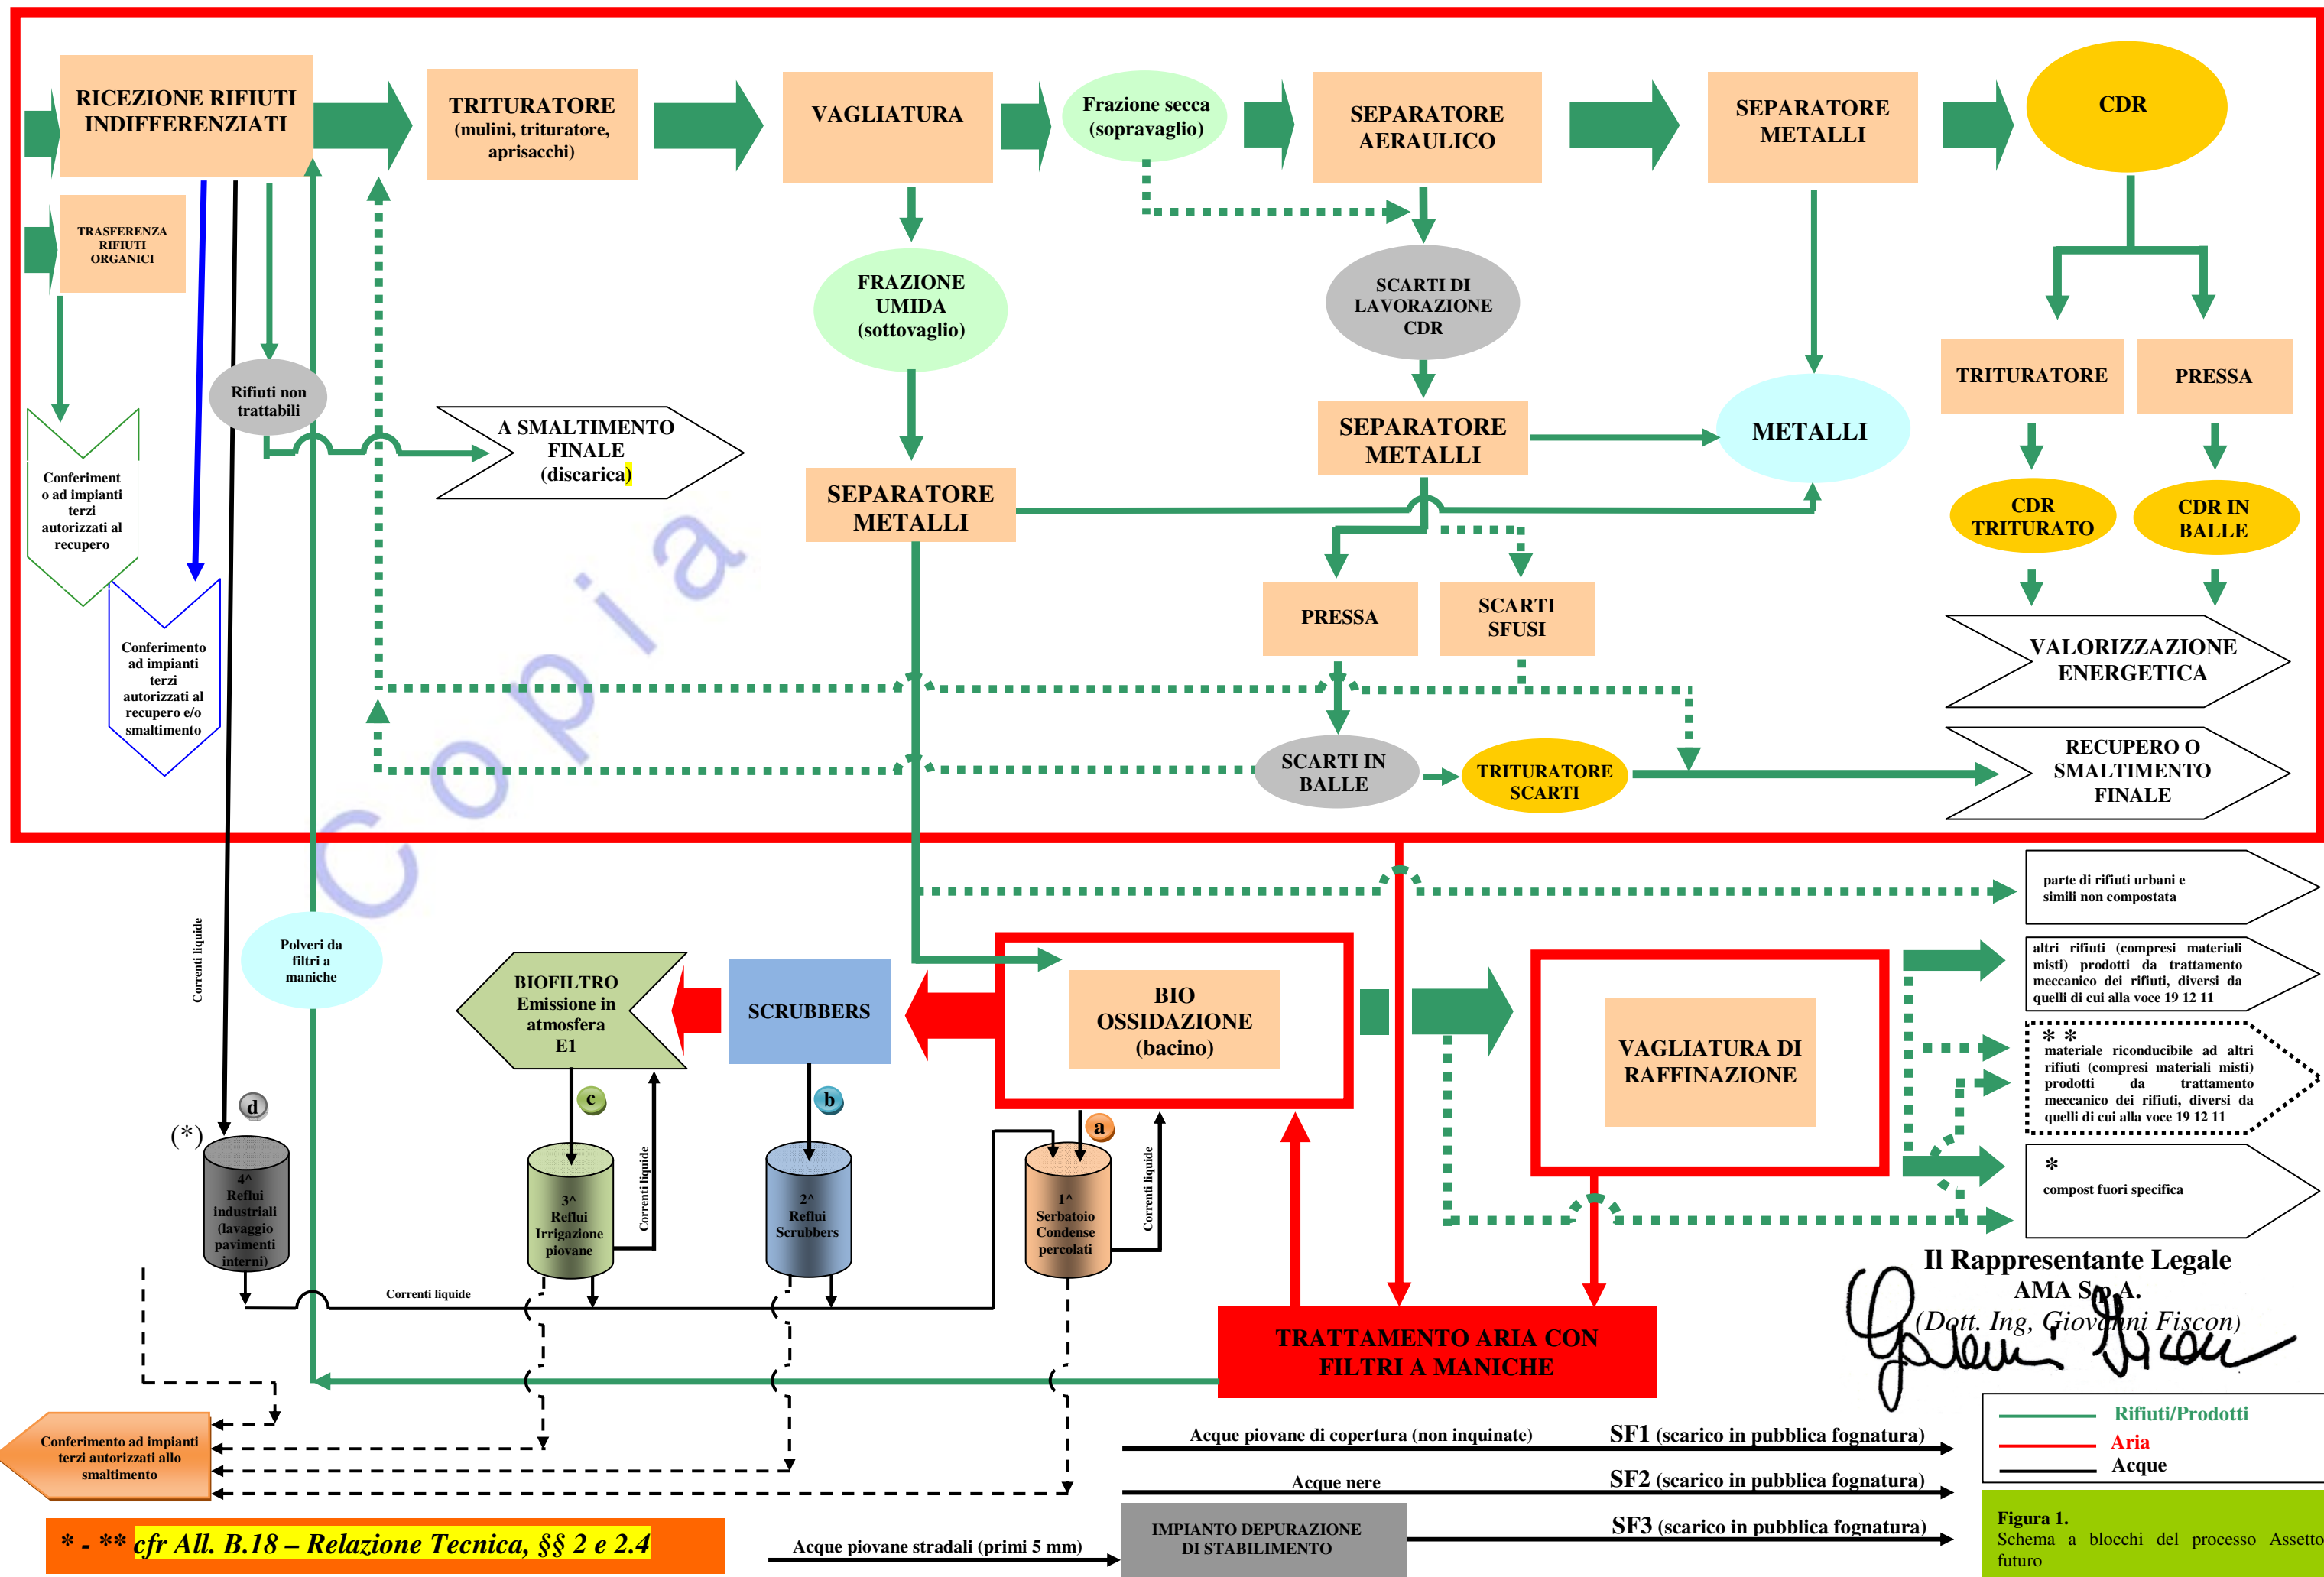 RICEZIONE RIFIUTI
INDIFFERENZIATI
TRITURATORE
(mulini, trituratore,
aprisacchi)
VAGLIATURA
Frazione secca
(sopravaglio)
SEPARATORE
AERAULICO
SEPARATORE
METALLI
CDR
TRASFERENZA
RIFIUTI
ORGANICI
FRAZIONE
UMIDA
(sottovaglio)
SCARTI DI
LAVORAZIONE
CDR
Rifiuti non
trattabili
A SMALTIMENTO
FINALE
(discarica)
SEPARATORE
METALLI
METALLI
TRITURATORE
PRESSA
Conferiment
o ad impianti
terzi
autorizzati al
recupero
SEPARATORE
METALLI
CDR
TRITURATO
CDR IN
BALLE
Conferimento
ad impianti
terzi
autorizzati al
recupero e/o
smaltimento
PRESSA
SCARTI
SFUSI
VALORIZZAZIONE
ENERGETICA
SCARTI IN
BALLE
TRITURATORE
SCARTI
RECUPERO O
SMALTIMENTO
FINALE
Copia
Correnti liquide
Polveri da
filtri a
maniche
BIOFILTRO
Emissione in
atmosfera
E1
SCRUBBERS
BIO
OSSIDAZIONE
(bacino)
VAGLIATURA DI
RAFFINAZIONE
parte di rifiuti urbani e
simili non compostata
altri rifiuti (compresi materiali
misti) prodotti da trattamento
meccanico dei rifiuti, diversi da
quelli di cui alla voce 19 12 11
* *
materiale riconducibile ad altri
rifiuti (compresi materiali misti)
prodotti da trattamento
meccanico dei rifiuti, diversi da
quelli di cui alla voce 19 12 11
*
compost fuori specifica
d
c
b
a
(*)
4^
Reflui
industriali
(lavaggio
pavimenti
interni)
3^
Reflui
Irrigazione
piovane
Correnti liquide
2^
Reflui
Scrubbers
1^
Serbatoio
Condense
percolati
Correnti liquide
Correnti liquide
TRATTAMENTO ARIA CON
FILTRI A MANICHE
Il Rappresentante Legale
AMA S.p.A.
(Dott. Ing, Giovanni Fiscon)
Giovanni Fiscon
Conferimento ad impianti
terzi autorizzati allo
smaltimento
Acque piovane di copertura (non inquinate) SF1 (scarico in pubblica fognatura)
Acque nere SF2 (scarico in pubblica fognatura)
Acque piovane stradali (primi 5 mm)
IMPIANTO DEPURAZIONE
DI STABILIMENTO
SF3 (scarico in pubblica fognatura)
Rifiuti/Prodotti
Aria
Acque
* - ** cfr All. B.18 – Relazione Tecnica, §§ 2 e 2.4
Figura 1.
Schema a blocchi del processo Assetto
futuro